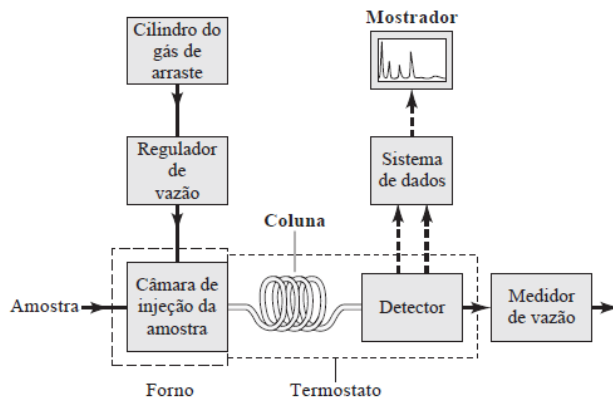 Cilindro do
gás de
arraste
Regulador
de
vazão
Mostrador
Sistema
de dados
Coluna
Amostra
Câmara de
injeção da
amostra
Detector
Medidor
de vazão
Forno
Termostato